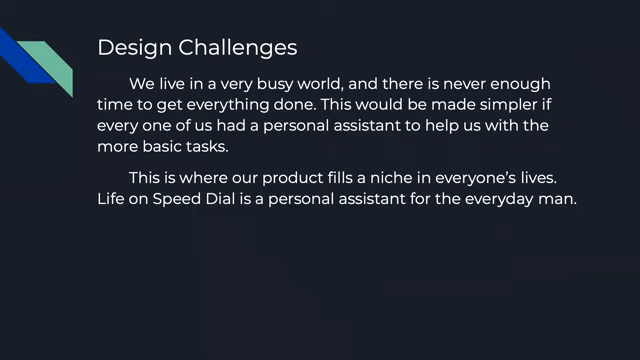 Design Challenges
We live in a very busy world, and there is never enough
time to get everything done. This would be made simpler if
every one of us had a personal assistant to help us with the
more basic tasks.
This is where our product fills a niche in everyone's lives.
Life on Speed Dial is a personal assistant for the everyday man.